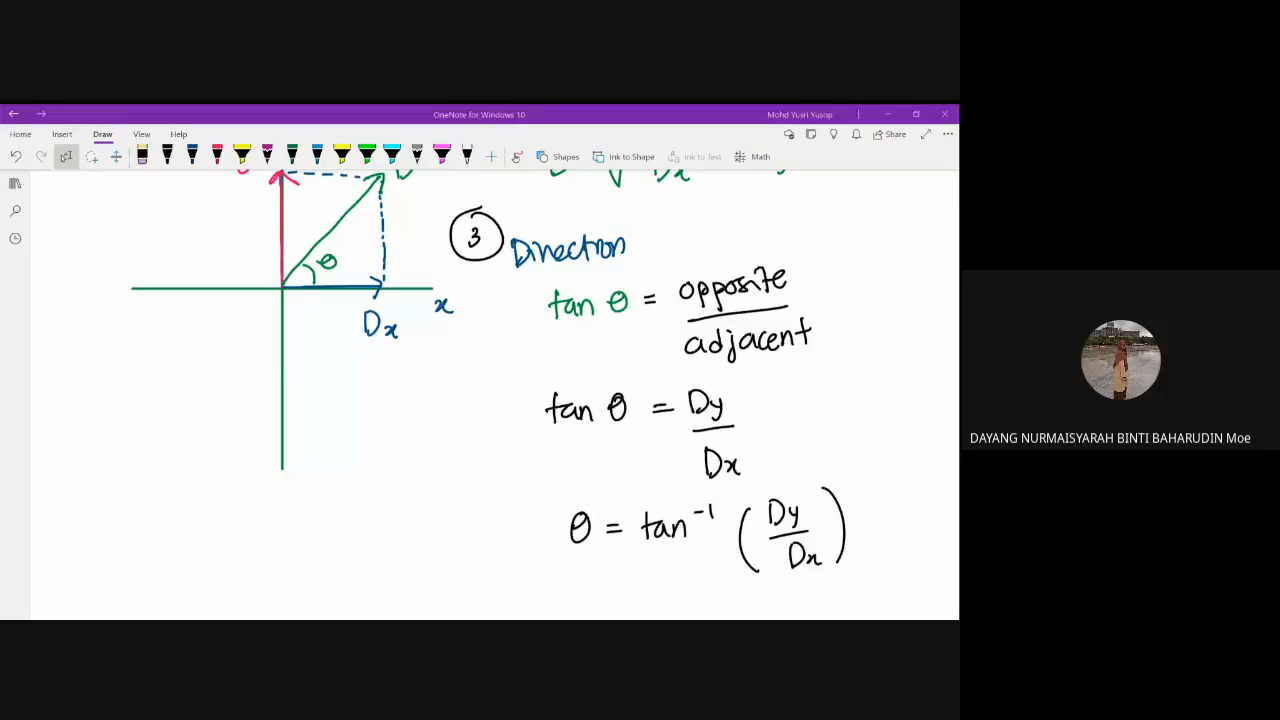 OneNote for Windows 10
Mohd Yusri Yusop
Home Insert Draw View Help
Share
Shapes Ink to Shape Ink to Text Math
Dx
3
Direction
θ
x
Dx
tan θ = opposite
adjacent
tan θ = Dy
Dx
θ = tan⁻¹ (Dy
Dx)
DAYANG NURMAISYARAH BINTI BAHARUDIN Moe